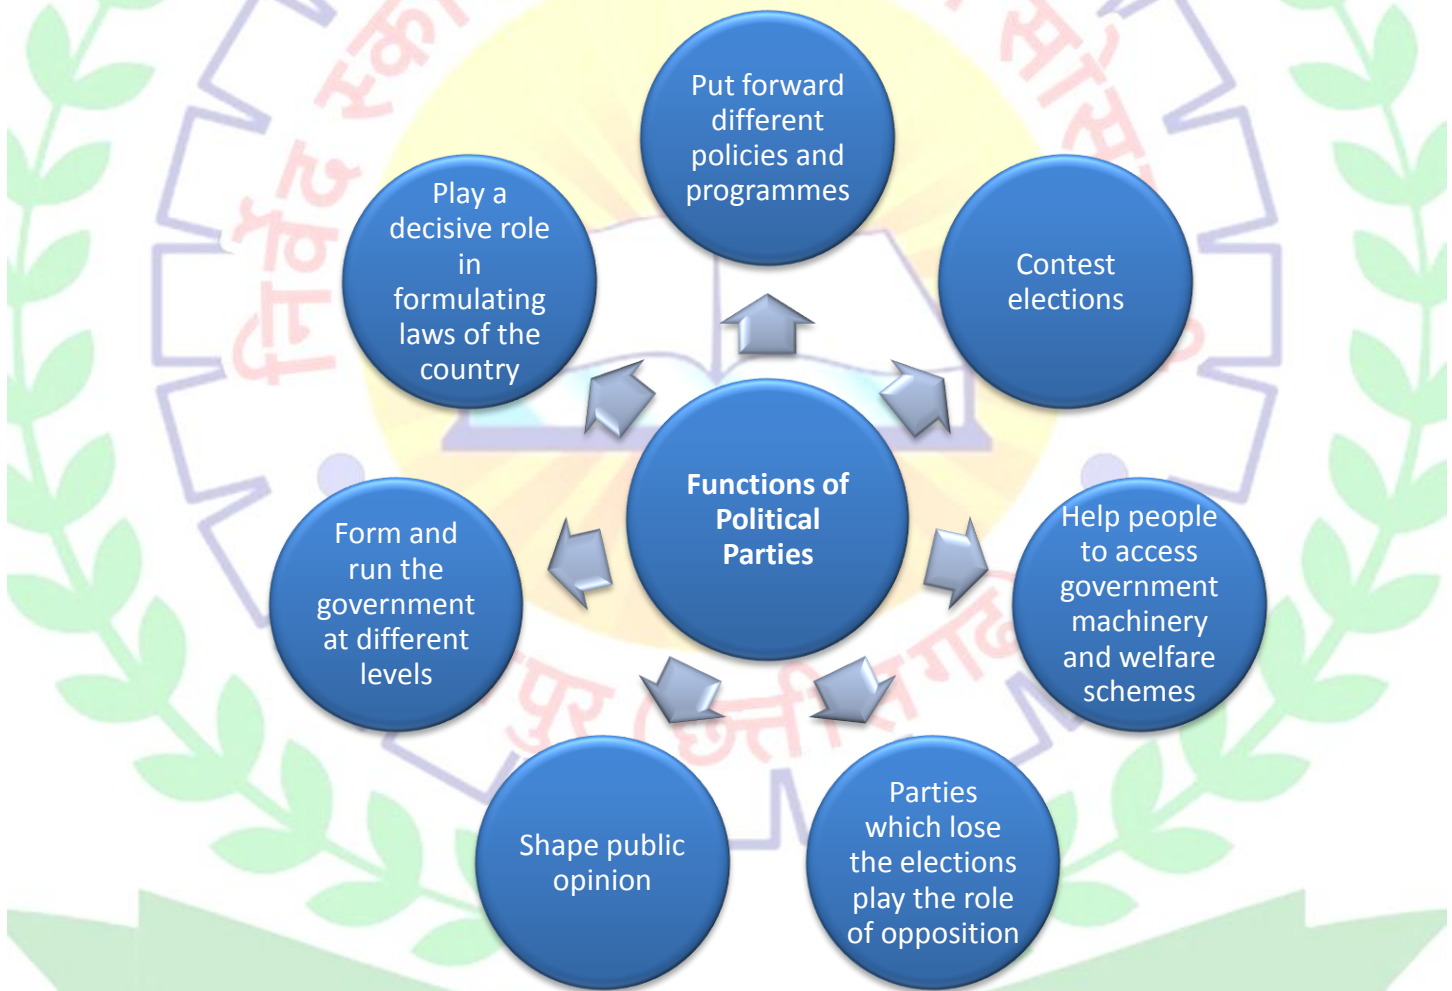 Put forward
different
policies and
programmes
Contest
elections
Help people
to access
government
machinery
and welfare
schemes
Parties
which lose
the elections
play the role
of opposition
Shape public
opinion
Form and
run the
government
at different
levels
Play a
decisive role
in
formulating
laws of the
country
Functions of
Political
Parties
निर्वेद स्का
पुर (छत्तीसगढ़